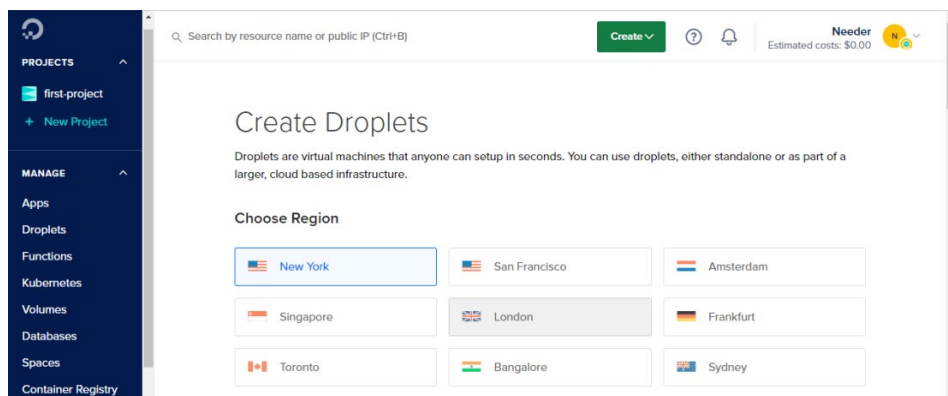 Search by resource name or public IP (Ctrl+B)
Create
Needer
Estimated costs: $0.00
N
PROJECTS
first-project
+ New Project
MANAGE
Apps
Droplets
Functions
Kubernetes
Volumes
Databases
Spaces
Container Registry
Create Droplets
Droplets are virtual machines that anyone can setup in seconds. You can use droplets, either standalone or as part of a
larger, cloud based infrastructure.
Choose Region
New York
San Francisco
Amsterdam
Singapore
London
Frankfurt
Toronto
Bangalore
Sydney